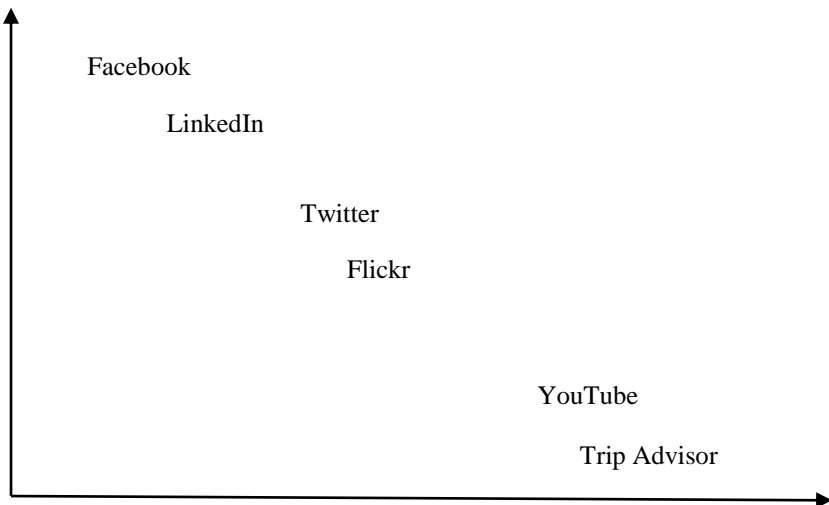 Facebook
LinkedIn
Twitter
Flickr
YouTube
Trip Advisor